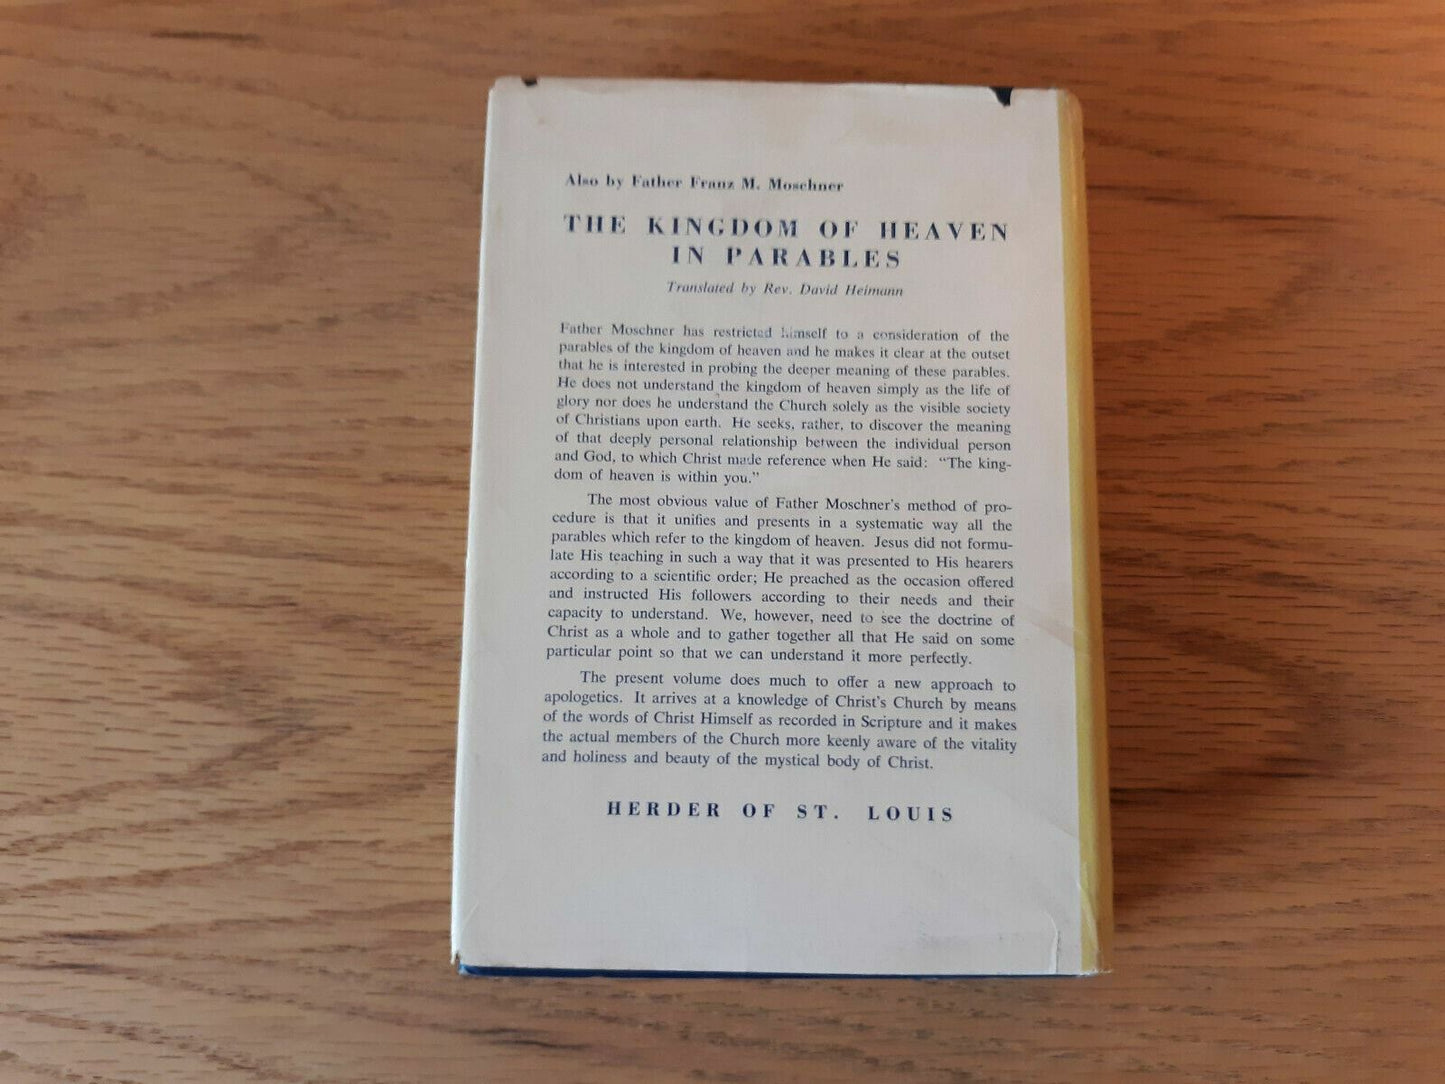 Also by Father Franz M. Moschner
THE KINGDOM OF HEAVEN
IN PARABLES
Translated by Rev. David Heimann
Father Moschner has restricted himself to a consideration of the
parables of the kingdom of heaven and he makes it clear at the outset
that he is interested in probing the deeper meaning of these parables.
He does not understand the kingdom of heaven simply as the life of
glory nor does he understand the Church solely as the visible society
of Christians upon earth. He seeks, rather, to discover the meaning
of that deeply personal relationship between the individual person
and God, to which Christ made reference when He said: "The king-
dom of heaven is within you."
The most obvious value of Father Moschner's method of pro-
cedure is that it unifies and presents in a systematic way all the
parables which refer to the kingdom of heaven. Jesus did not formu-
late His teaching in such a way that it was presented to His hearers
according to a scientific order; He preached as the occasion offered
and instructed His followers according to their needs and their
capacity to understand. We, however, need to see the doctrine of
Christ as a whole and to gather together all that He said on some
particular point so that we can understand it more perfectly.
The present volume does much to offer a new approach to
apologetics. It arrives at a knowledge of Christ's Church by means
of the words of Christ Himself as recorded in Scripture and it makes
the actual members of the Church more keenly aware of the vitality
and holiness and beauty of the mystical body of Christ.
HERDER OF ST. LOUIS